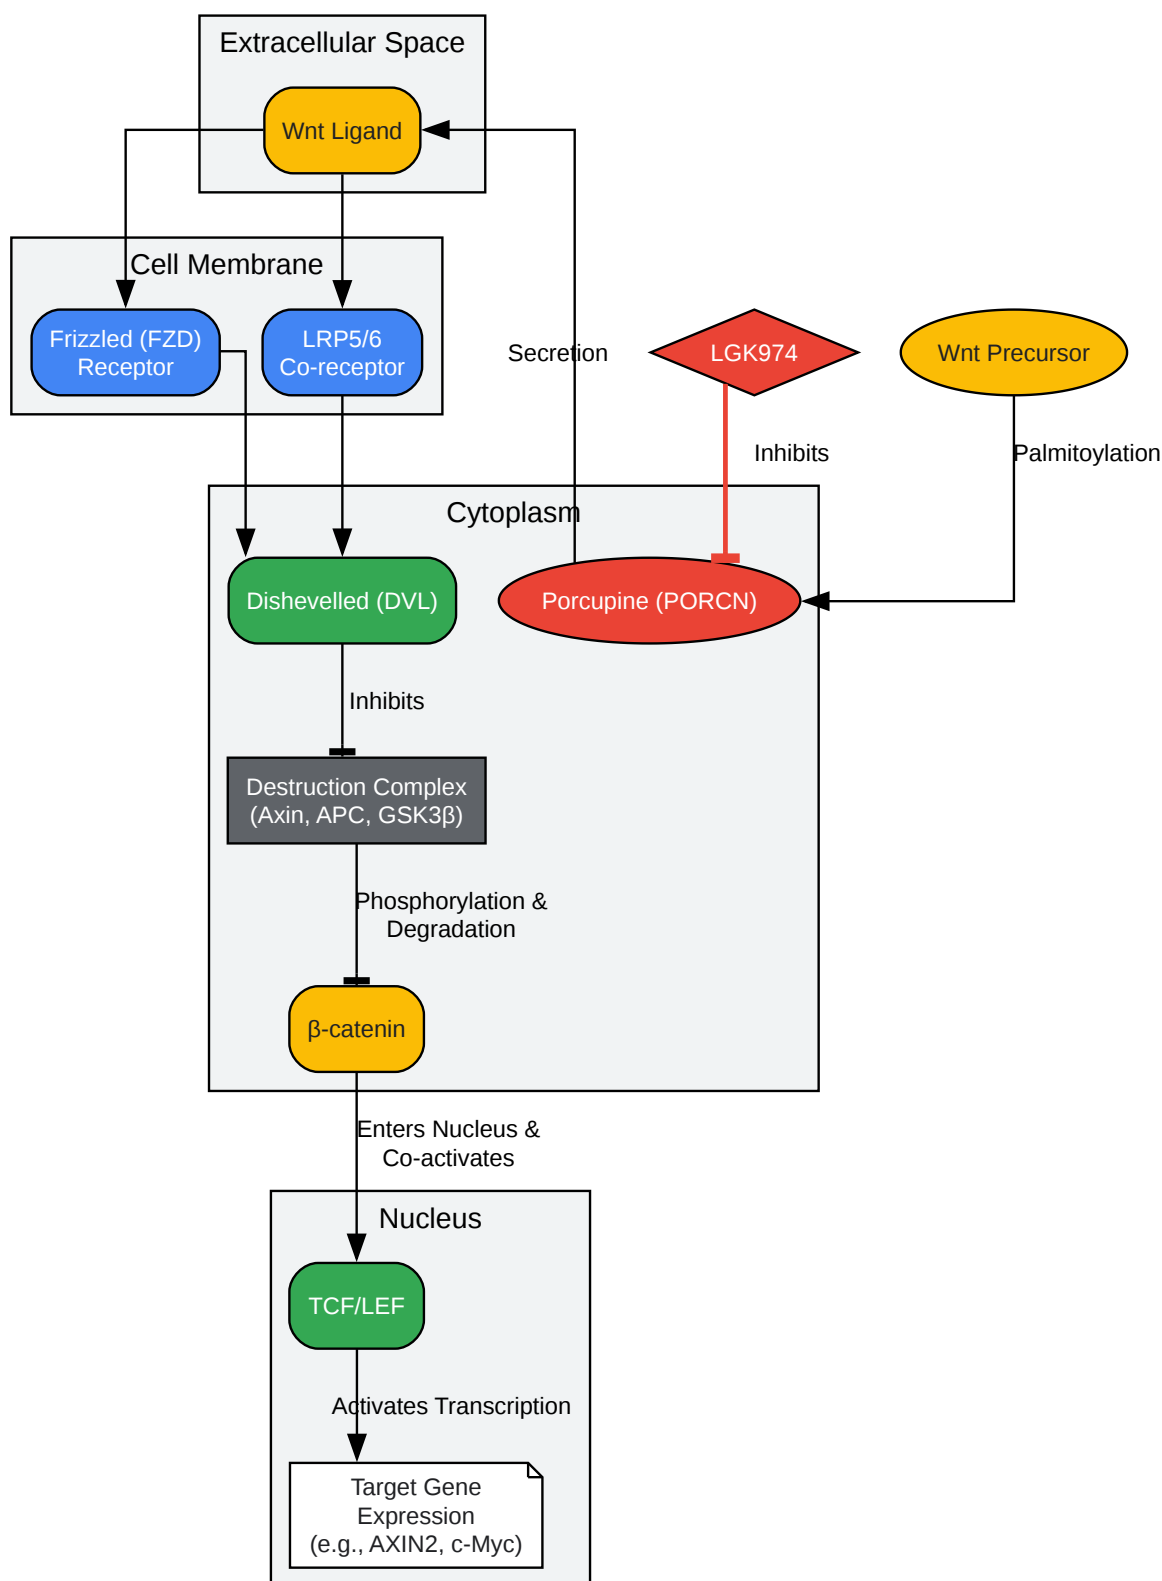 Extracellular Space
Wnt Ligand
Cell Membrane
Frizzled (FZD)
Receptor
LRP5/6
Co-receptor
Secretion
LGK974
Wnt Precursor
Inhibits
Palmitoylation
Cytoplasm
Dishevelled (DVL)
Porcupine (PORCN)
Inhibits
Destruction Complex
(Axin, APC, GSK3β)
Phosphorylation &
Degradation
β-catenin
Enters Nucleus &
Co-activates
Nucleus
TCF/LEF
Activates Transcription
Target Gene
Expression
(e.g., AXIN2, c-Myc)